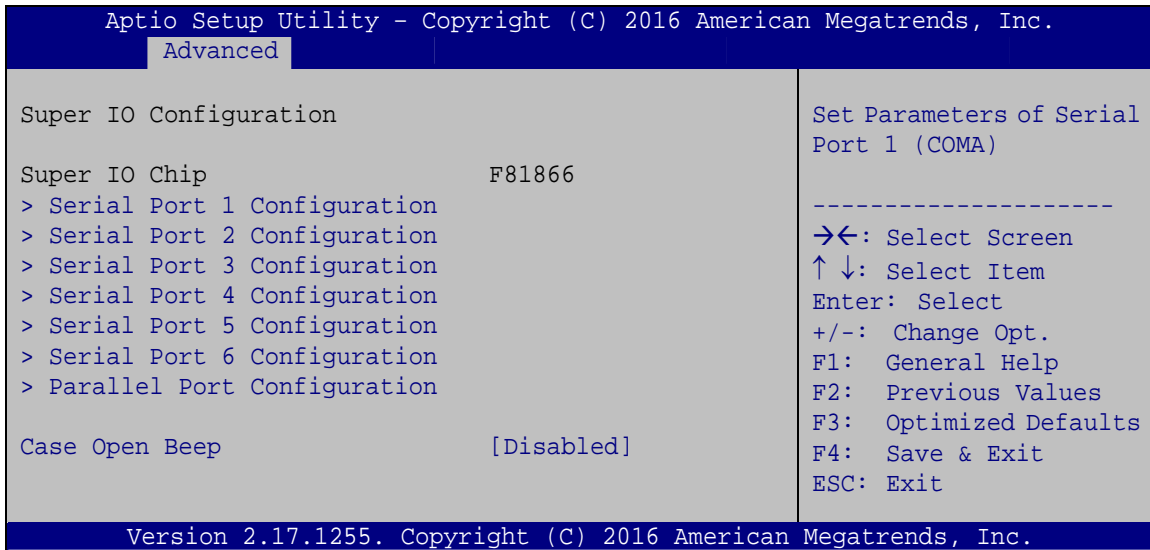 Aptio Setup Utility – Copyright (C) 2016 American Megatrends, Inc.
Advanced
Super IO Configuration
Super IO Chip F81866
> Serial Port 1 Configuration
> Serial Port 2 Configuration
> Serial Port 3 Configuration
> Serial Port 4 Configuration
> Serial Port 5 Configuration
> Serial Port 6 Configuration
> Parallel Port Configuration
Case Open Beep [Disabled]
Set Parameters of Serial
Port 1 (COMA)
---------------------
→←: Select Screen
↑ ↓: Select Item
Enter: Select
+/-: Change Opt.
F1: General Help
F2: Previous Values
F3: Optimized Defaults
F4: Save & Exit
ESC: Exit
Version 2.17.1255. Copyright (C) 2016 American Megatrends, Inc.